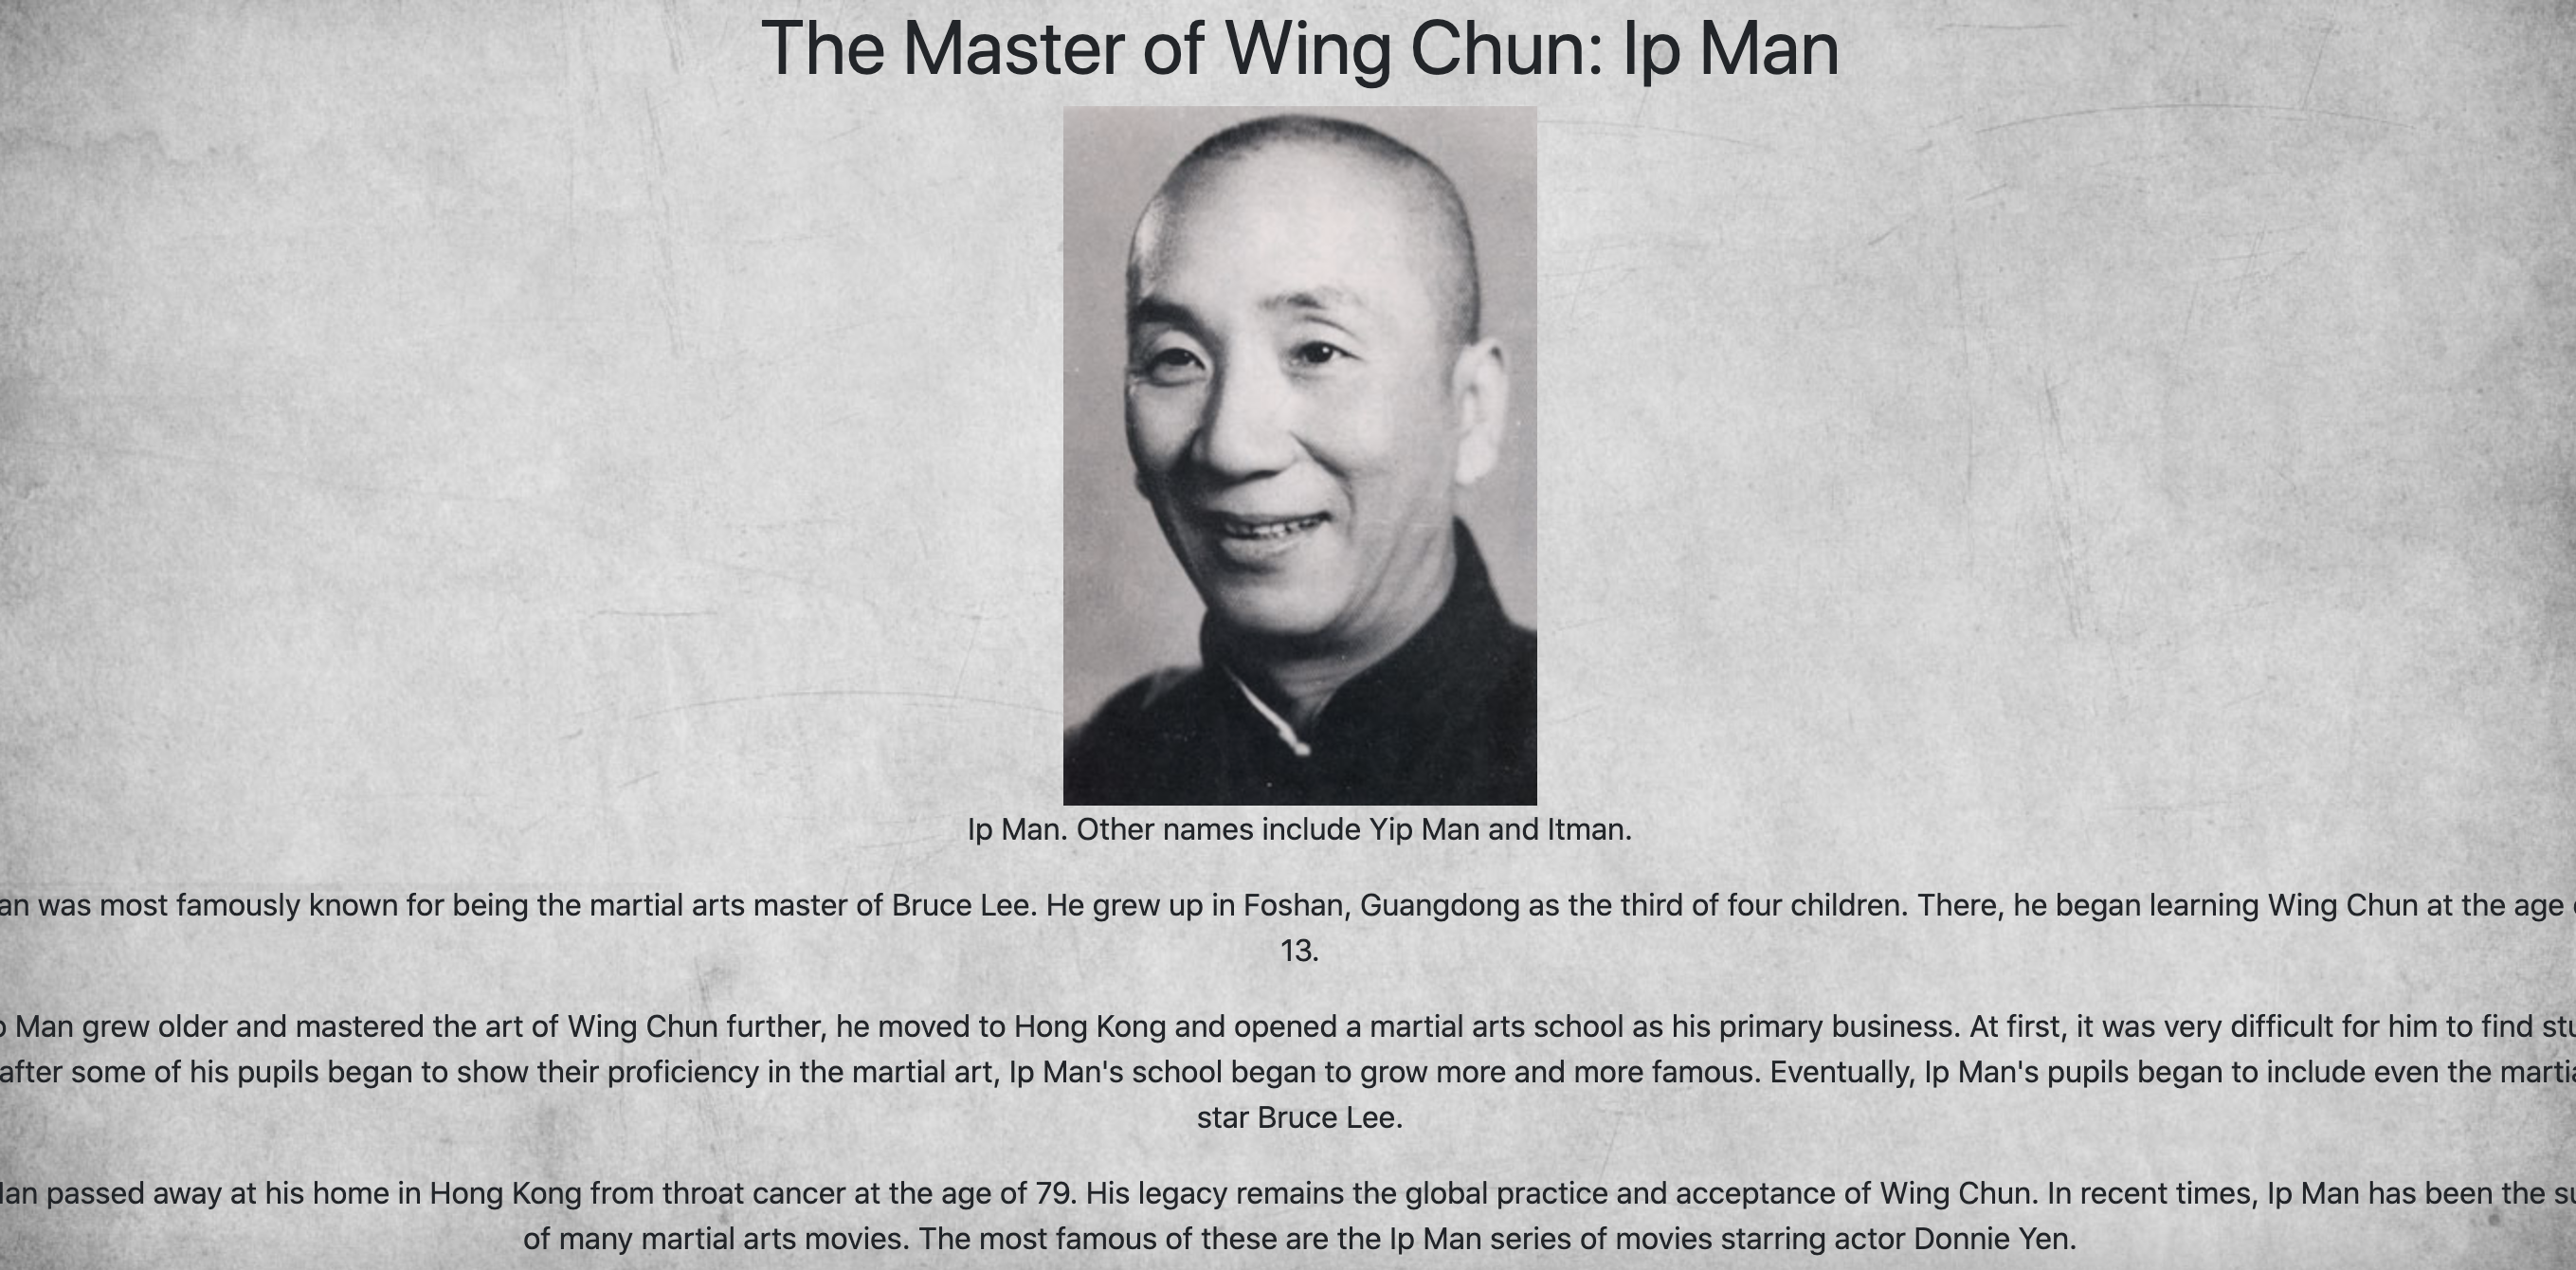 The Master of Wing Chun: Ip Man
Ip Man. Other names include Yip Man and Itman.
an was most famously known for being the martial arts master of Bruce Lee. He grew up in Foshan, Guangdong as the third of four children. There, he began learning Wing Chun at the age
13.
Man grew older and mastered the art of Wing Chun further, he moved to Hong Kong and opened a martial arts school as his primary business. At first, it was very difficult for him to find stu
after some of his pupils began to show their proficiency in the martial art, Ip Man's school began to grow more and more famous. Eventually, Ip Man's pupils began to include even the martia
star Bruce Lee.
an passed away at his home in Hong Kong from throat cancer at the age of 79. His legacy remains the global practice and acceptance of Wing Chun. In recent times, Ip Man has been the su
of many martial arts movies. The most famous of these are the Ip Man series of movies starring actor Donnie Yen.